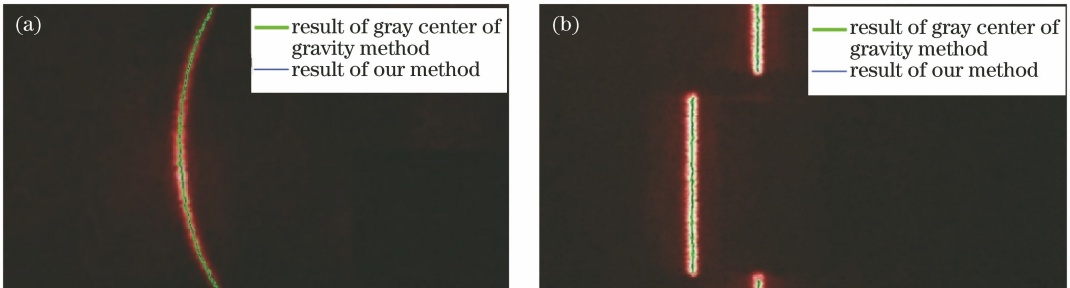 (a)
result of gray center of
gravity method
result of our method
(b)
result of gray center of
gravity method
result of our method